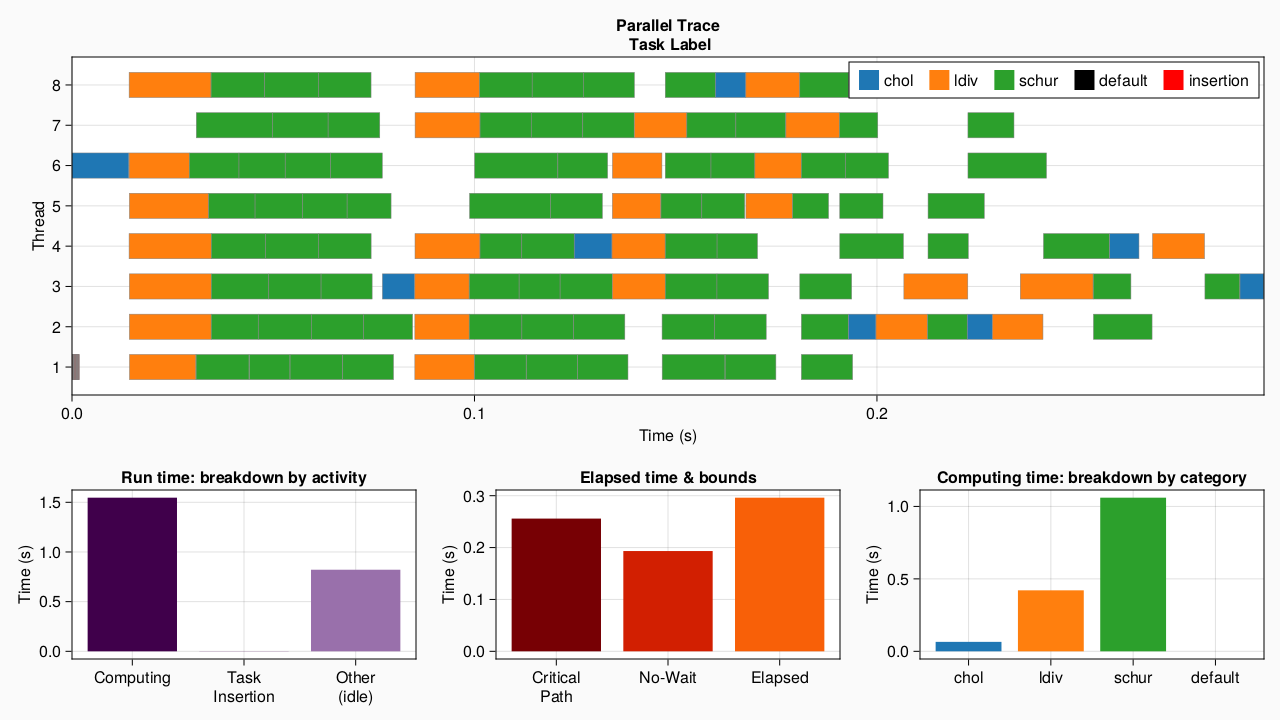 Parallel Trace
Task Label
chol ldiv schur default insertion
Thread
8
7
6
5
4
3
2
1
0.0 0.1 0.2
Time (s)
Run time: breakdown by activity
Time (s)
1.5
1.0
0.5
0.0
Computing Task Insertion Other (idle)
Elapsed time & bounds
Time (s)
0.3
0.2
0.1
0.0
Critical Path No-Wait Elapsed
Computing time: breakdown by category
Time (s)
1.0
0.5
0.0
chol ldiv schur default